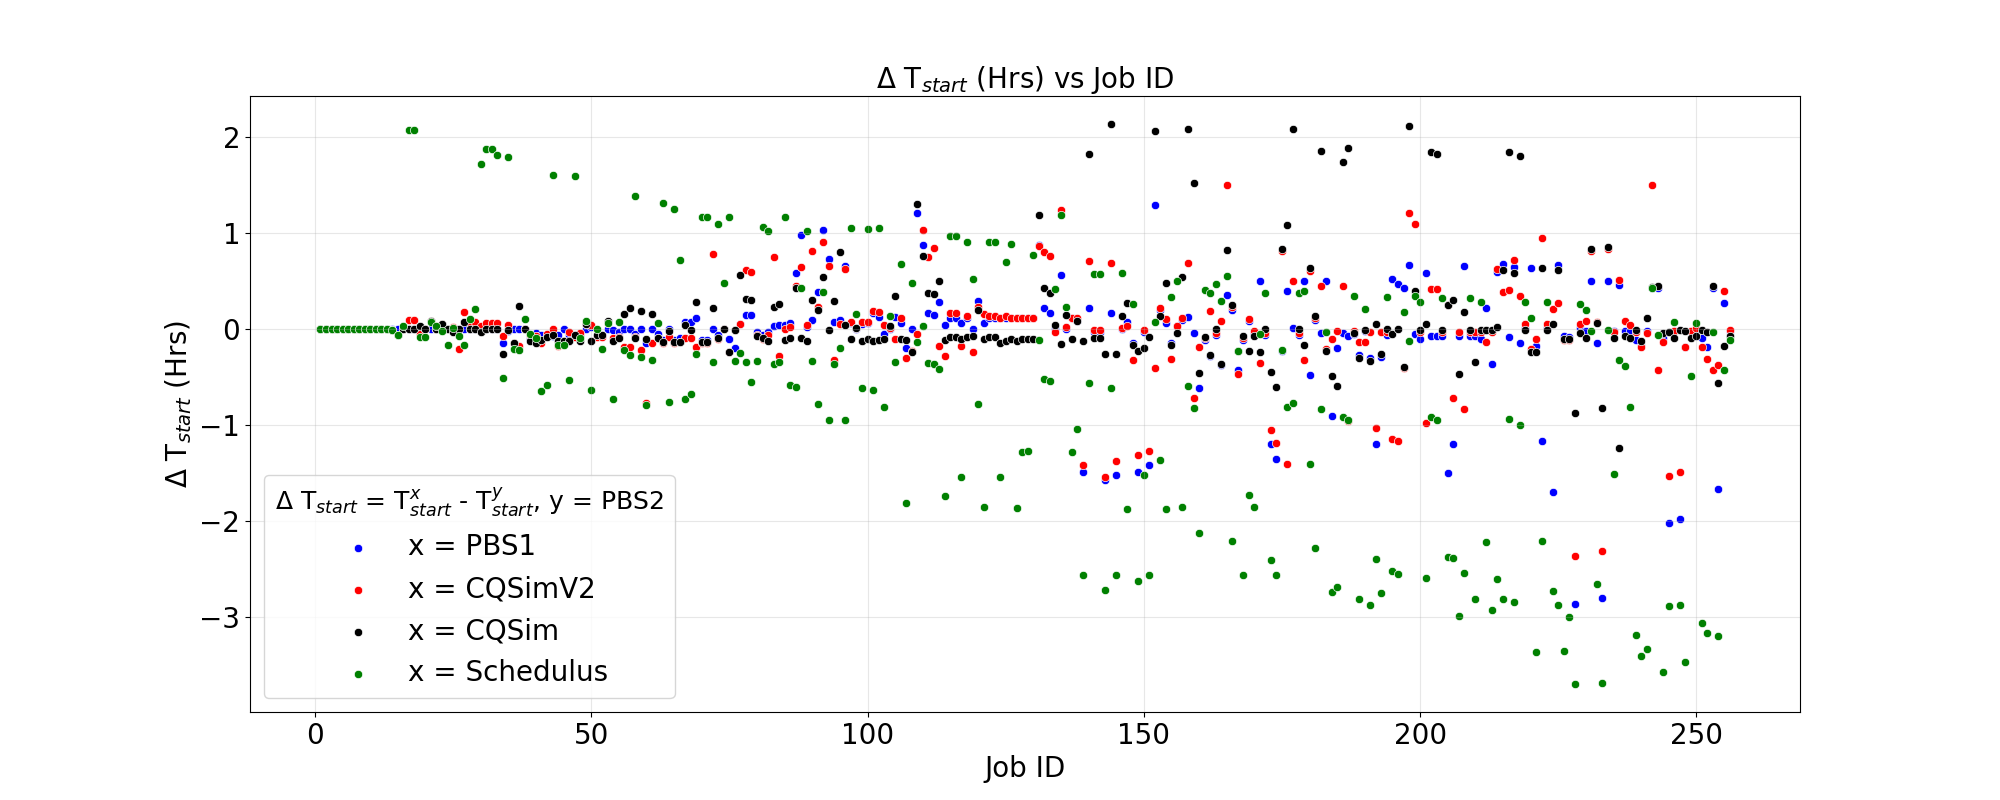 Δ T_start (Hrs) vs Job ID
Δ T_start (Hrs)
2
1
0
−1
−2
−3
Δ T_start = T^x_start - T^y_start, y = PBS2
x = PBS1
x = CQSimV2
x = CQSim
x = Schedulus
0 50 100 150 200 250
Job ID